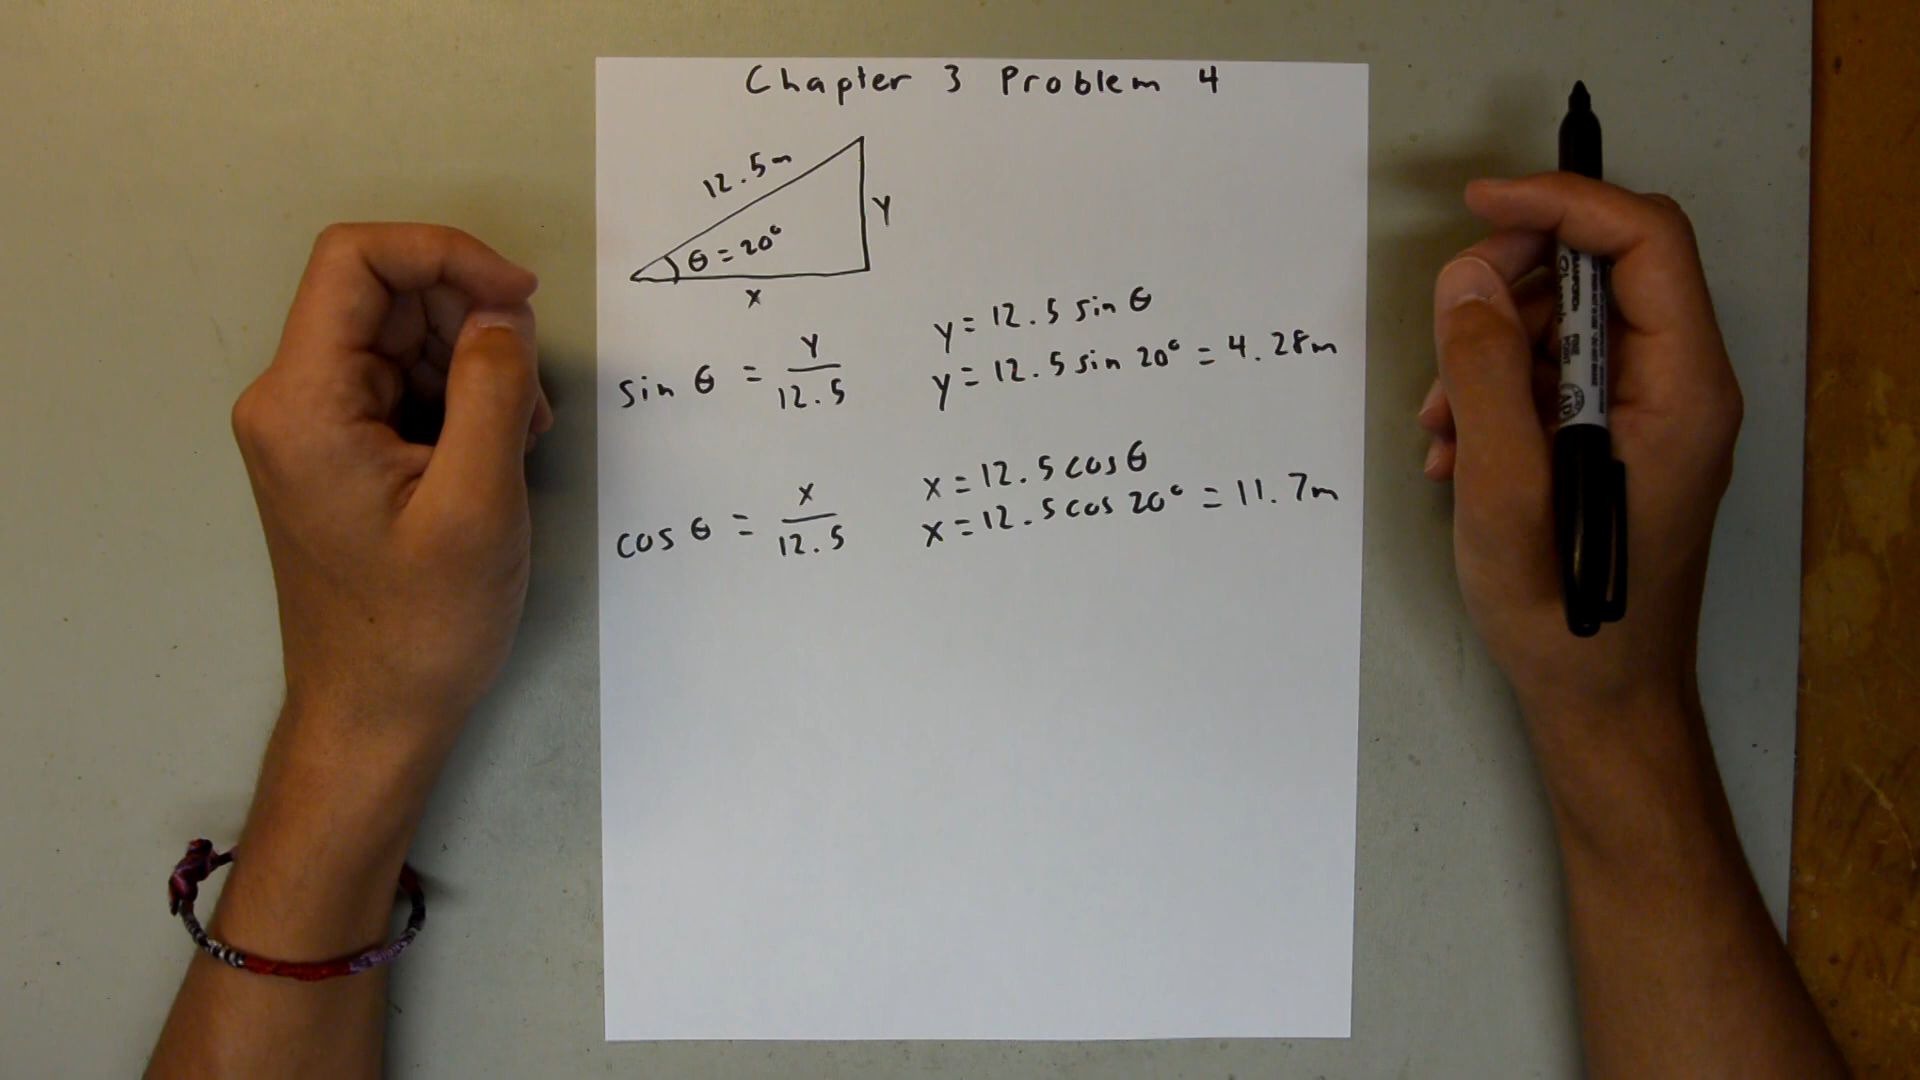 Chapter 3 Problem 4
12.5m
y
θ = 20°
x
sin θ = y/12.5
y = 12.5 sin θ
y = 12.5 sin 20° = 4.28m
cos θ = x/12.5
x = 12.5 cos θ
x = 12.5 cos 20° = 11.7m